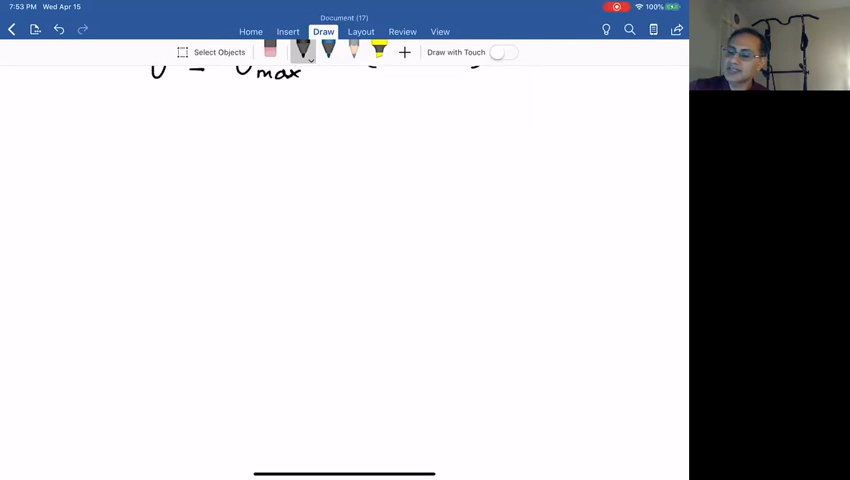 7:53 PM Wed Apr 15
100%
Document (17)
Home Insert Draw Layout Review View
Select Objects
Draw with Touch
υ = υmax